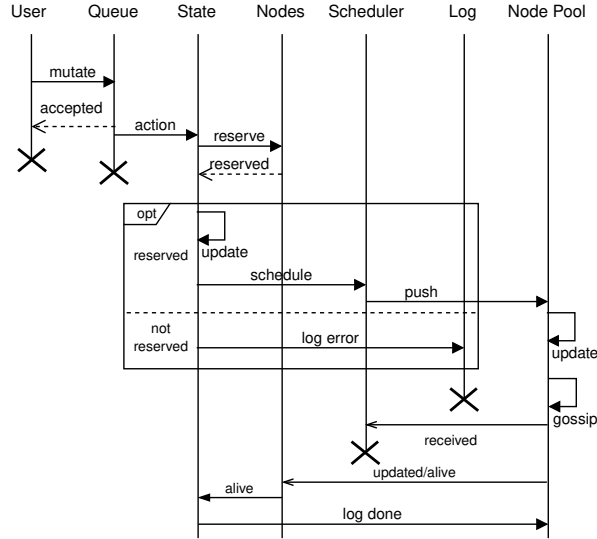 User Queue State Nodes Scheduler Log Node Pool
mutate
accepted
action
reserve
reserved
opt
reserved
update
schedule
push
not
reserved
log error
update
gossip
received
updated/alive
alive
log done